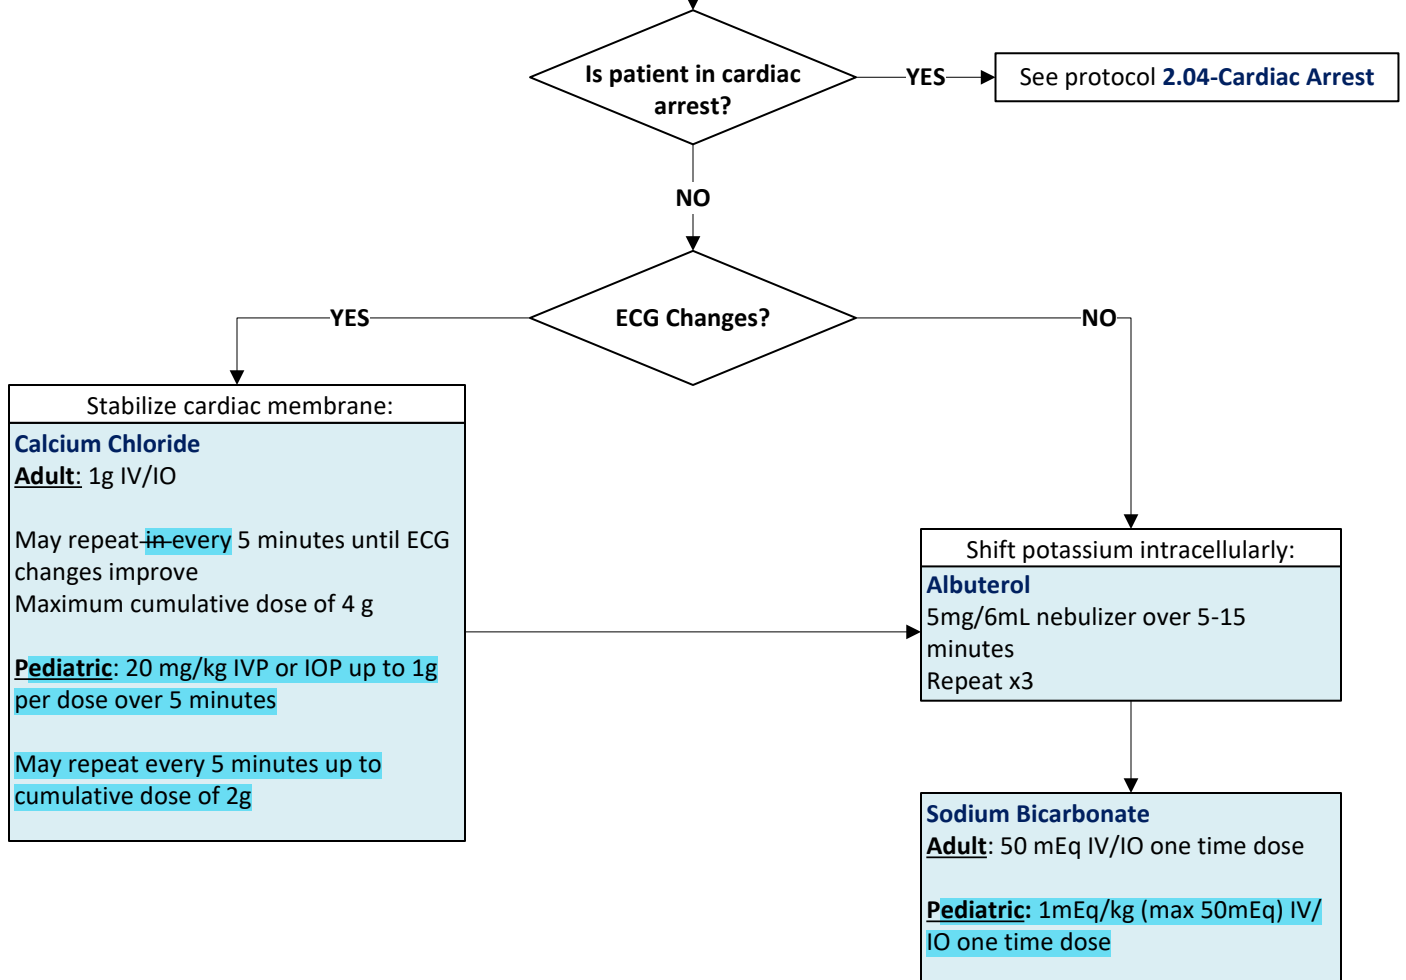 Is patient in cardiac
arrest?
YES
See protocol 2.04-Cardiac Arrest
NO
ECG Changes?
YES
NO
Stabilize cardiac membrane:
Calcium Chloride
Adult: 1g IV/IO
May repeat in every 5 minutes until ECG
changes improve
Maximum cumulative dose of 4 g
Pediatric: 20 mg/kg IVP or IOP up to 1g
per dose over 5 minutes
May repeat every 5 minutes up to
cumulative dose of 2g
Shift potassium intracellularly:
Albuterol
5mg/6mL nebulizer over 5-15
minutes
Repeat x3
Sodium Bicarbonate
Adult: 50 mEq IV/IO one time dose
Pediatric: 1mEq/kg (max 50mEq) IV/
IO one time dose